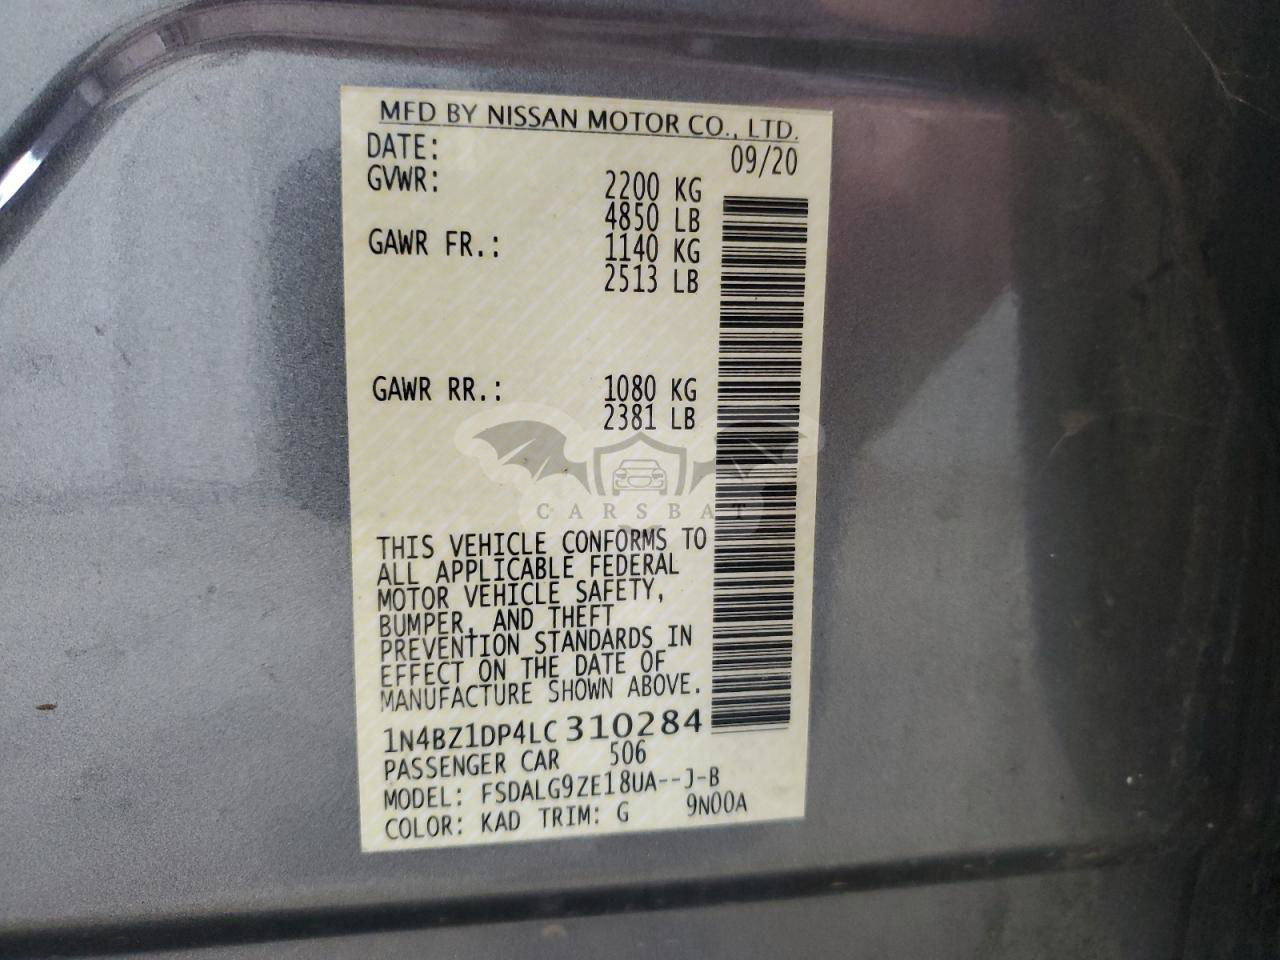 MFD BY NISSAN MOTOR CO., LTD.
DATE: 09/20
GVWR: 2200 KG
4850 LB
GAWR FR.: 1140 KG
2513 LB
GAWR RR.: 1080 KG
2381 LB
CARSBAT
THIS VEHICLE CONFORMS TO
ALL APPLICABLE FEDERAL
MOTOR VEHICLE SAFETY,
BUMPER, AND THEFT
PREVENTION STANDARDS IN
EFFECT ON THE DATE OF
MANUFACTURE SHOWN ABOVE.
1N4BZ1DP4LC310284
PASSENGER CAR 506
MODEL: FSDALG9ZE18UA--J-B
COLOR: KAD TRIM: G 9N00A